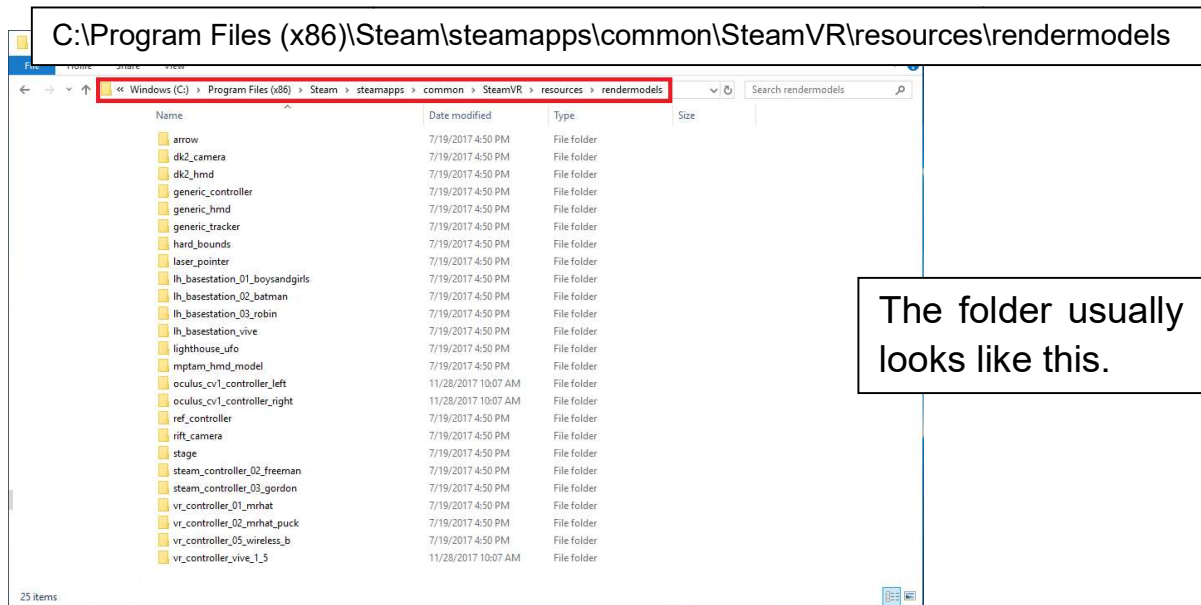 C:\Program Files (x86)\Steam\steamapps\common\SteamVR\resources\rendermodels
File Home Share View
« Windows (C:) › Program Files (x86) › Steam › steamapps › common › SteamVR › resources › rendermodels Search rendermodels
Name Date modified Type Size
arrow 7/19/2017 4:50 PM File folder
dk2_camera 7/19/2017 4:50 PM File folder
dk2_hmd 7/19/2017 4:50 PM File folder
generic_controller 7/19/2017 4:50 PM File folder
generic_hmd 7/19/2017 4:50 PM File folder
generic_tracker 7/19/2017 4:50 PM File folder
hard_bounds 7/19/2017 4:50 PM File folder
laser_pointer 7/19/2017 4:50 PM File folder
lh_basestation_01_boysandgirls 7/19/2017 4:50 PM File folder
lh_basestation_02_batman 7/19/2017 4:50 PM File folder
lh_basestation_03_robin 7/19/2017 4:50 PM File folder
lh_basestation_vive 7/19/2017 4:50 PM File folder
lighthouse_ufo 7/19/2017 4:50 PM File folder
mptam_hmd_model 7/19/2017 4:50 PM File folder
oculus_cv1_controller_left 11/28/2017 10:07 AM File folder
oculus_cv1_controller_right 11/28/2017 10:07 AM File folder
ref_controller 7/19/2017 4:50 PM File folder
rift_camera 7/19/2017 4:50 PM File folder
stage 7/19/2017 4:50 PM File folder
steam_controller_02_freeman 7/19/2017 4:50 PM File folder
steam_controller_03_gordon 7/19/2017 4:50 PM File folder
vr_controller_01_mrhat 7/19/2017 4:50 PM File folder
vr_controller_02_mrhat_puck 7/19/2017 4:50 PM File folder
vr_controller_05_wireless_b 7/19/2017 4:50 PM File folder
vr_controller_vive_1_5 11/28/2017 10:07 AM File folder
The folder usually
looks like this.
25 items